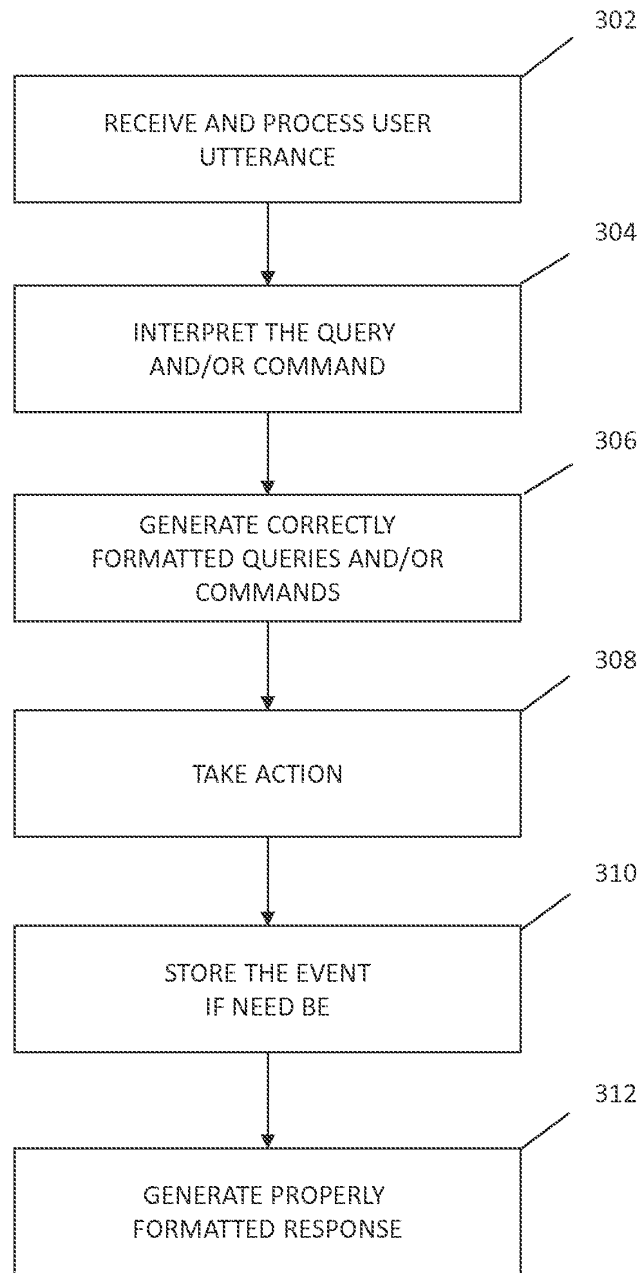 302
RECEIVE AND PROCESS USER
UTTERANCE
304
INTERPRET THE QUERY
AND/OR COMMAND
306
GENERATE CORRECTLY
FORMATTED QUERIES AND/OR
COMMANDS
308
TAKE ACTION
310
STORE THE EVENT
IF NEED BE
312
GENERATE PROPERLY
FORMATTED RESPONSE